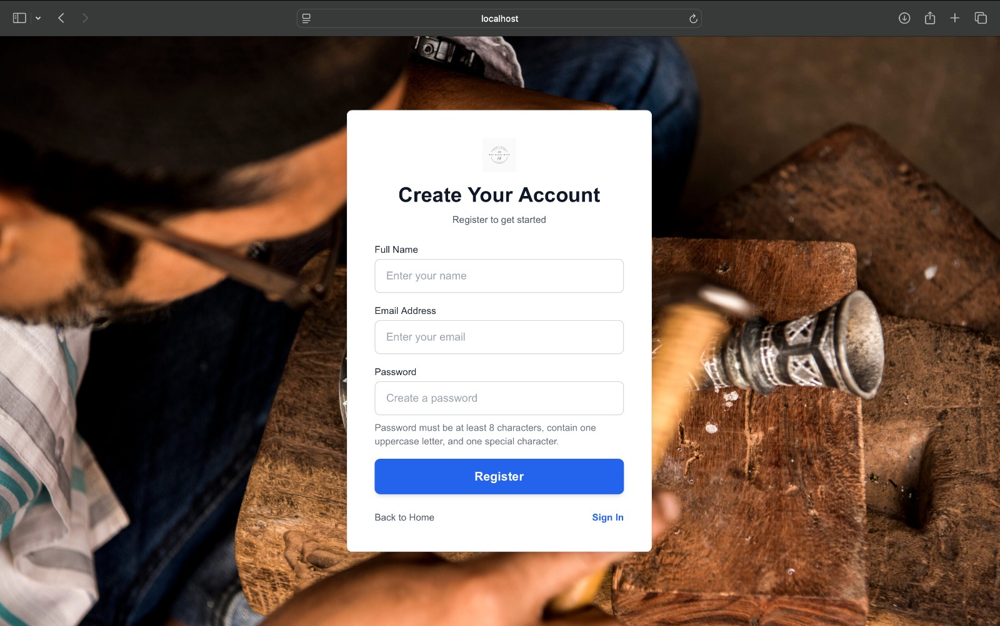 localhost
Create Your Account
Register to get started
Full Name
Enter your name
Email Address
Enter your email
Password
Create a password
Password must be at least 8 characters, contain one
uppercase letter, and one special character.
Register
Back to Home
Sign In